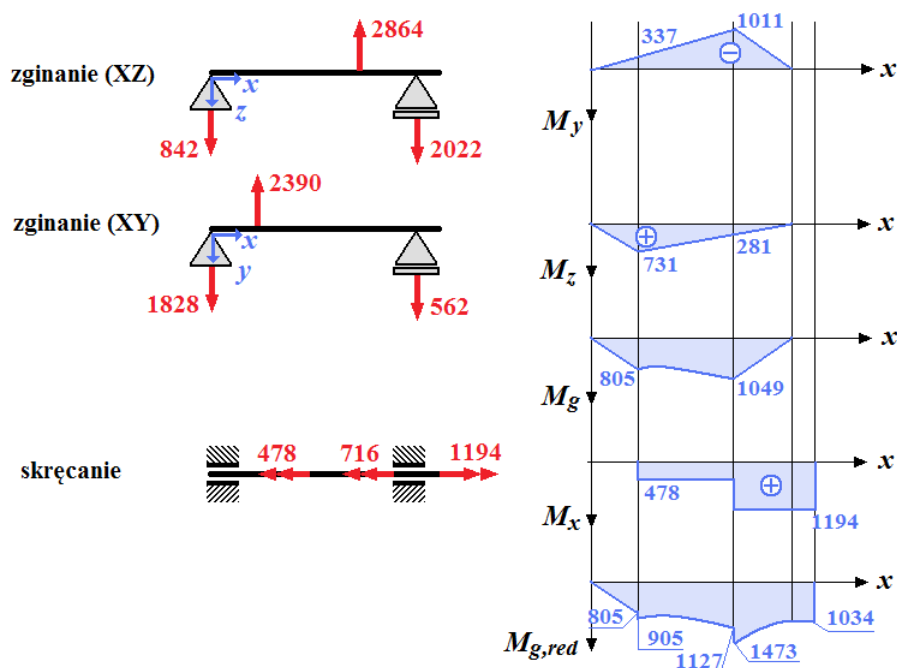 2864
zginanie (XZ)
x
z
842
2022
2390
zginanie (XY)
x
y
1828
562
skręcanie
478
716
1194
337
1011
−
x
My
x
+
731
281
Mz
x
805
1049
Mg
x
478
+
Mx
1194
x
805
905
1127
1473
1034
Mg,red